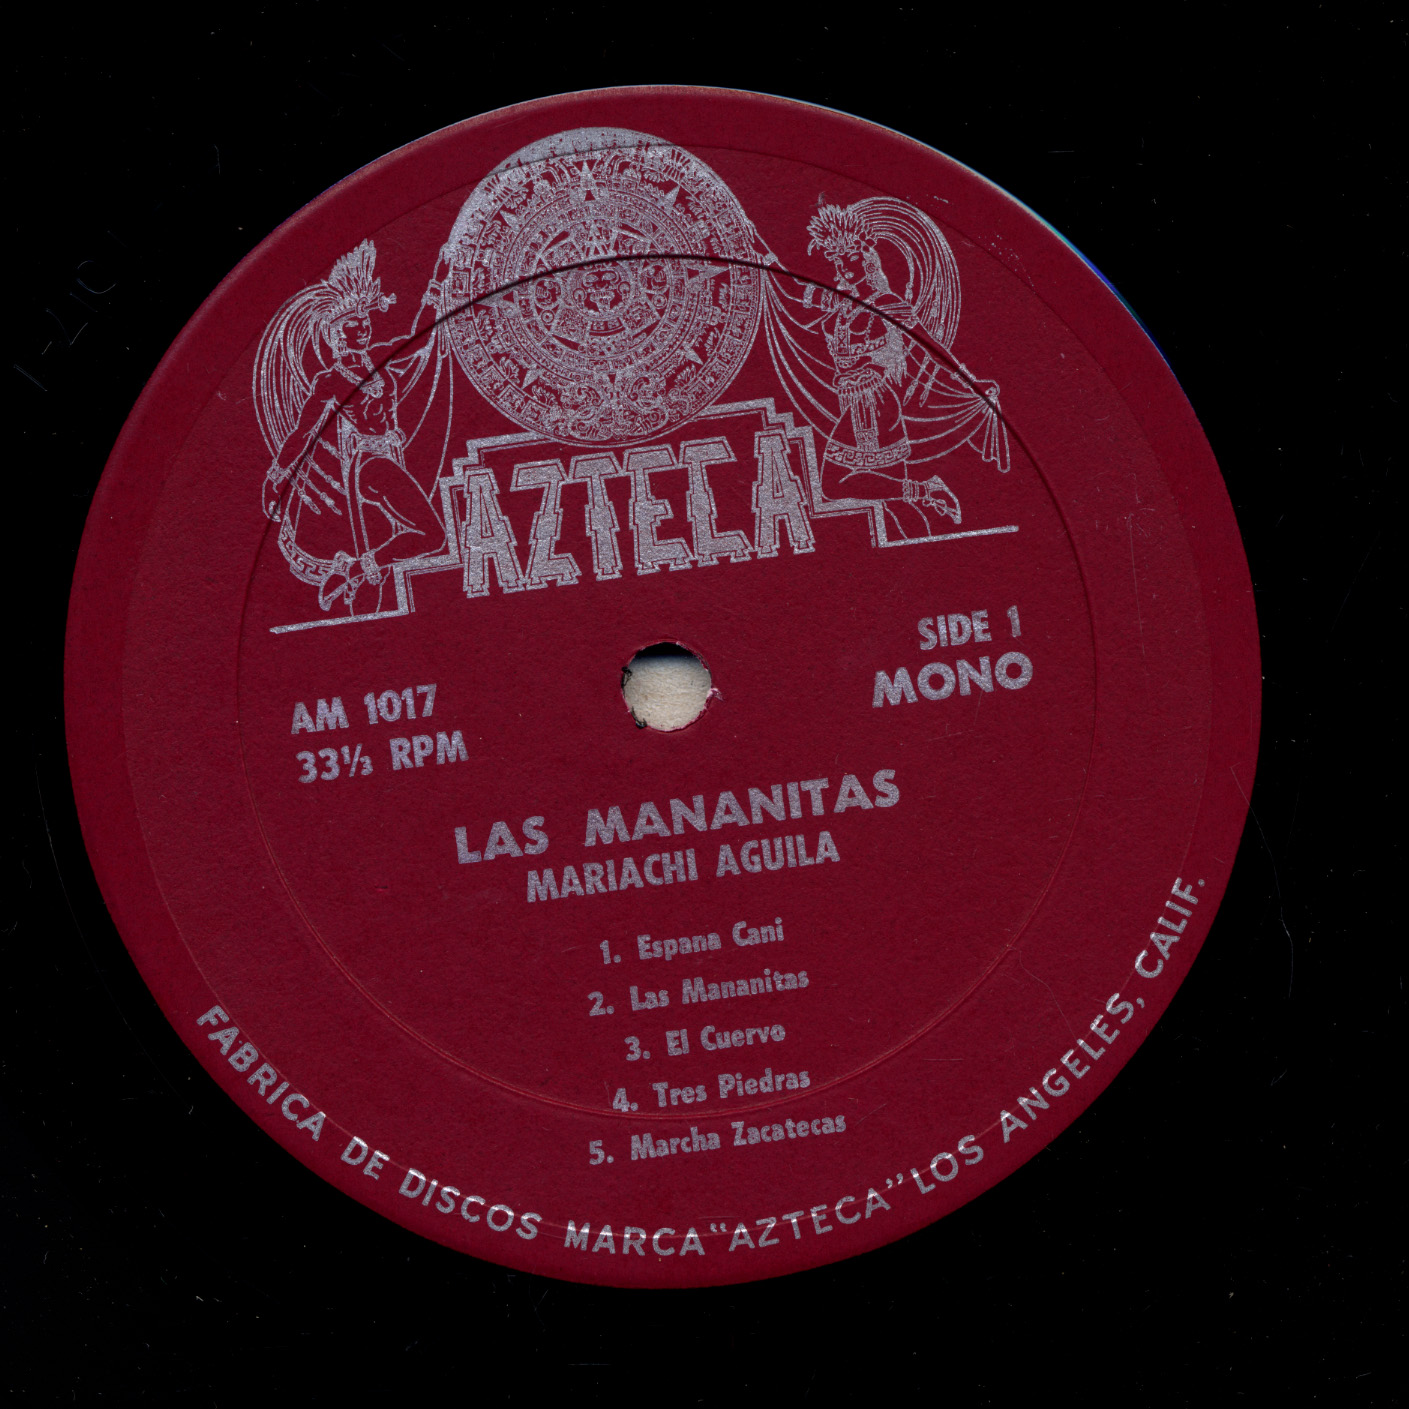 AZTECA
SIDE 1
MONO
AM 1017
33⅓ RPM
LAS MANANITAS
MARIACHI AGUILA
1. Espana Cani
2. Las Mananitas
3. El Cuervo
4. Tres Piedras
5. Marcha Zacatecas
FABRICA DE DISCOS MARCA "AZTECA" LOS ANGELES, CALIF.